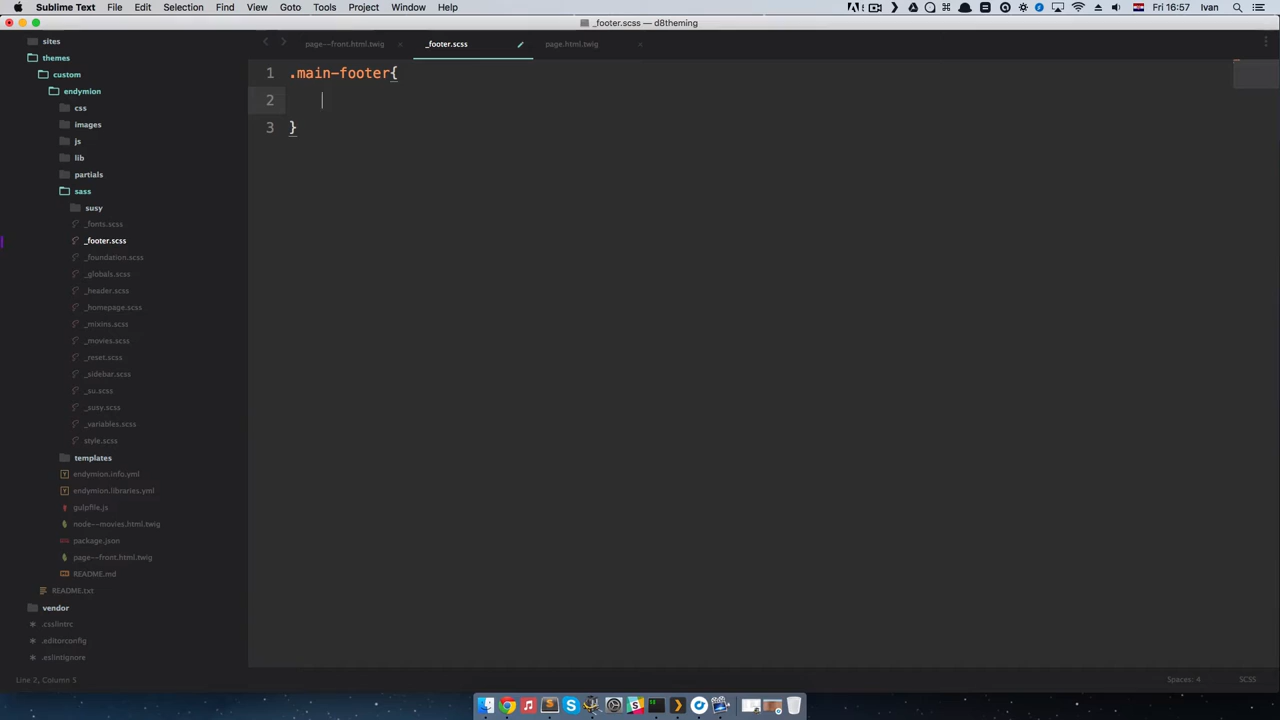 Sublime Text File Edit Selection Find View Goto Tools Project Window Help Fri 16:57 Ivan
_footer.scss — d8theming
page--front.html.twig _footer.scss page.html.twig
sites
themes
custom
endymion
css
images
js
lib
partials
sass
susy
_fonts.scss
_footer.scss
_foundation.scss
_globals.scss
_header.scss
_homepage.scss
_mixins.scss
_movies.scss
_reset.scss
_sidebar.scss
_su.scss
_susy.scss
_variables.scss
style.scss
templates
endymion.info.yml
endymion.libraries.yml
gulpfile.js
node--movies.html.twig
package.json
page--front.html.twig
README.md
README.txt
vendor
.csslintrc
.editorconfig
.eslintignore
1 .main-footer{
2
3 }
Line 2, Column 5 Spaces: 4 SCSS